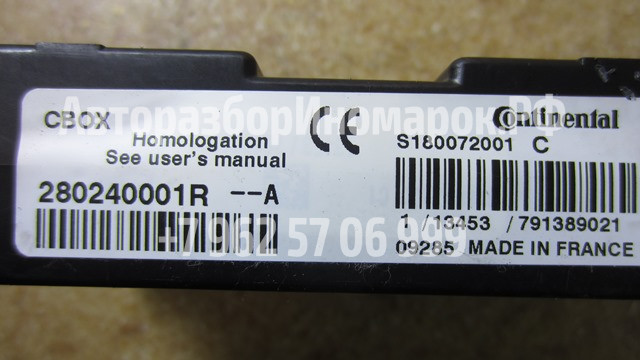 АвторазборИномарок.РФ
CBOX
Homologation
See user's manual
CE
280240001R --A
Continental
S180072001 C
1 /13453 /791389021
09285 MADE IN FRANCE
+7 962 57 06 999